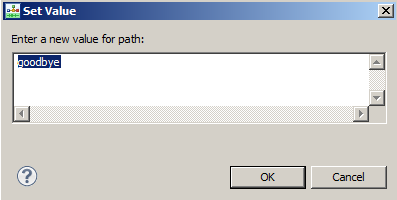 Set Value
Enter a new value for path:
goodbye
?
OK
Cancel